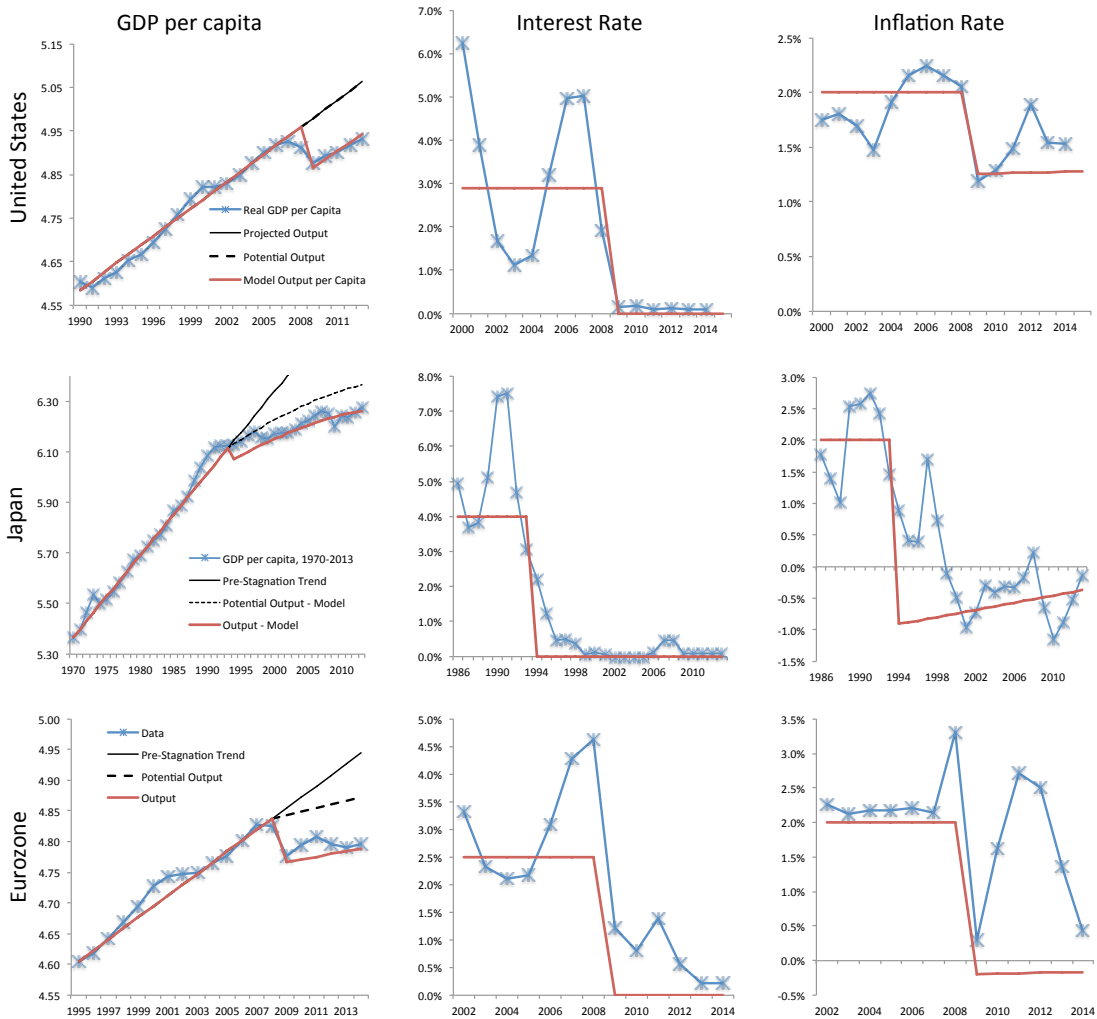 GDP per capita
Interest Rate
Inflation Rate
United States
5.15
5.05
4.95
4.85
4.75
4.65
4.55
Real GDP per Capita
Projected Output
Potential Output
Model Output per Capita
1990 1993 1996 1999 2002 2005 2008 2011
7.0%
6.0%
5.0%
4.0%
3.0%
2.0%
1.0%
0.0%
2000 2002 2004 2006 2008 2010 2012 2014
2.5%
2.0%
1.5%
1.0%
0.5%
0.0%
2000 2002 2004 2006 2008 2010 2012 2014
Japan
6.30
6.10
5.90
5.70
5.50
5.30
GDP per capita, 1970-2013
Pre-Stagnation Trend
Potential Output - Model
Output - Model
1970 1975 1980 1985 1990 1995 2000 2005 2010
8.0%
7.0%
6.0%
5.0%
4.0%
3.0%
2.0%
1.0%
0.0%
1986 1990 1994 1998 2002 2006 2010
3.0%
2.5%
2.0%
1.5%
1.0%
0.5%
0.0%
-0.5%
-1.0%
-1.5%
1986 1990 1994 1998 2002 2006 2010
Eurozone
5.00
4.95
4.90
4.85
4.80
4.75
4.70
4.65
4.60
4.55
Data
Pre-Stagnation Trend
Potential Output
Output
1995 1997 1999 2001 2003 2005 2007 2009 2011 2013
5.0%
4.5%
4.0%
3.5%
3.0%
2.5%
2.0%
1.5%
1.0%
0.5%
0.0%
2002 2004 2006 2008 2010 2012 2014
3.5%
3.0%
2.5%
2.0%
1.5%
1.0%
0.5%
0.0%
-0.5%
2002 2004 2006 2008 2010 2012 2014